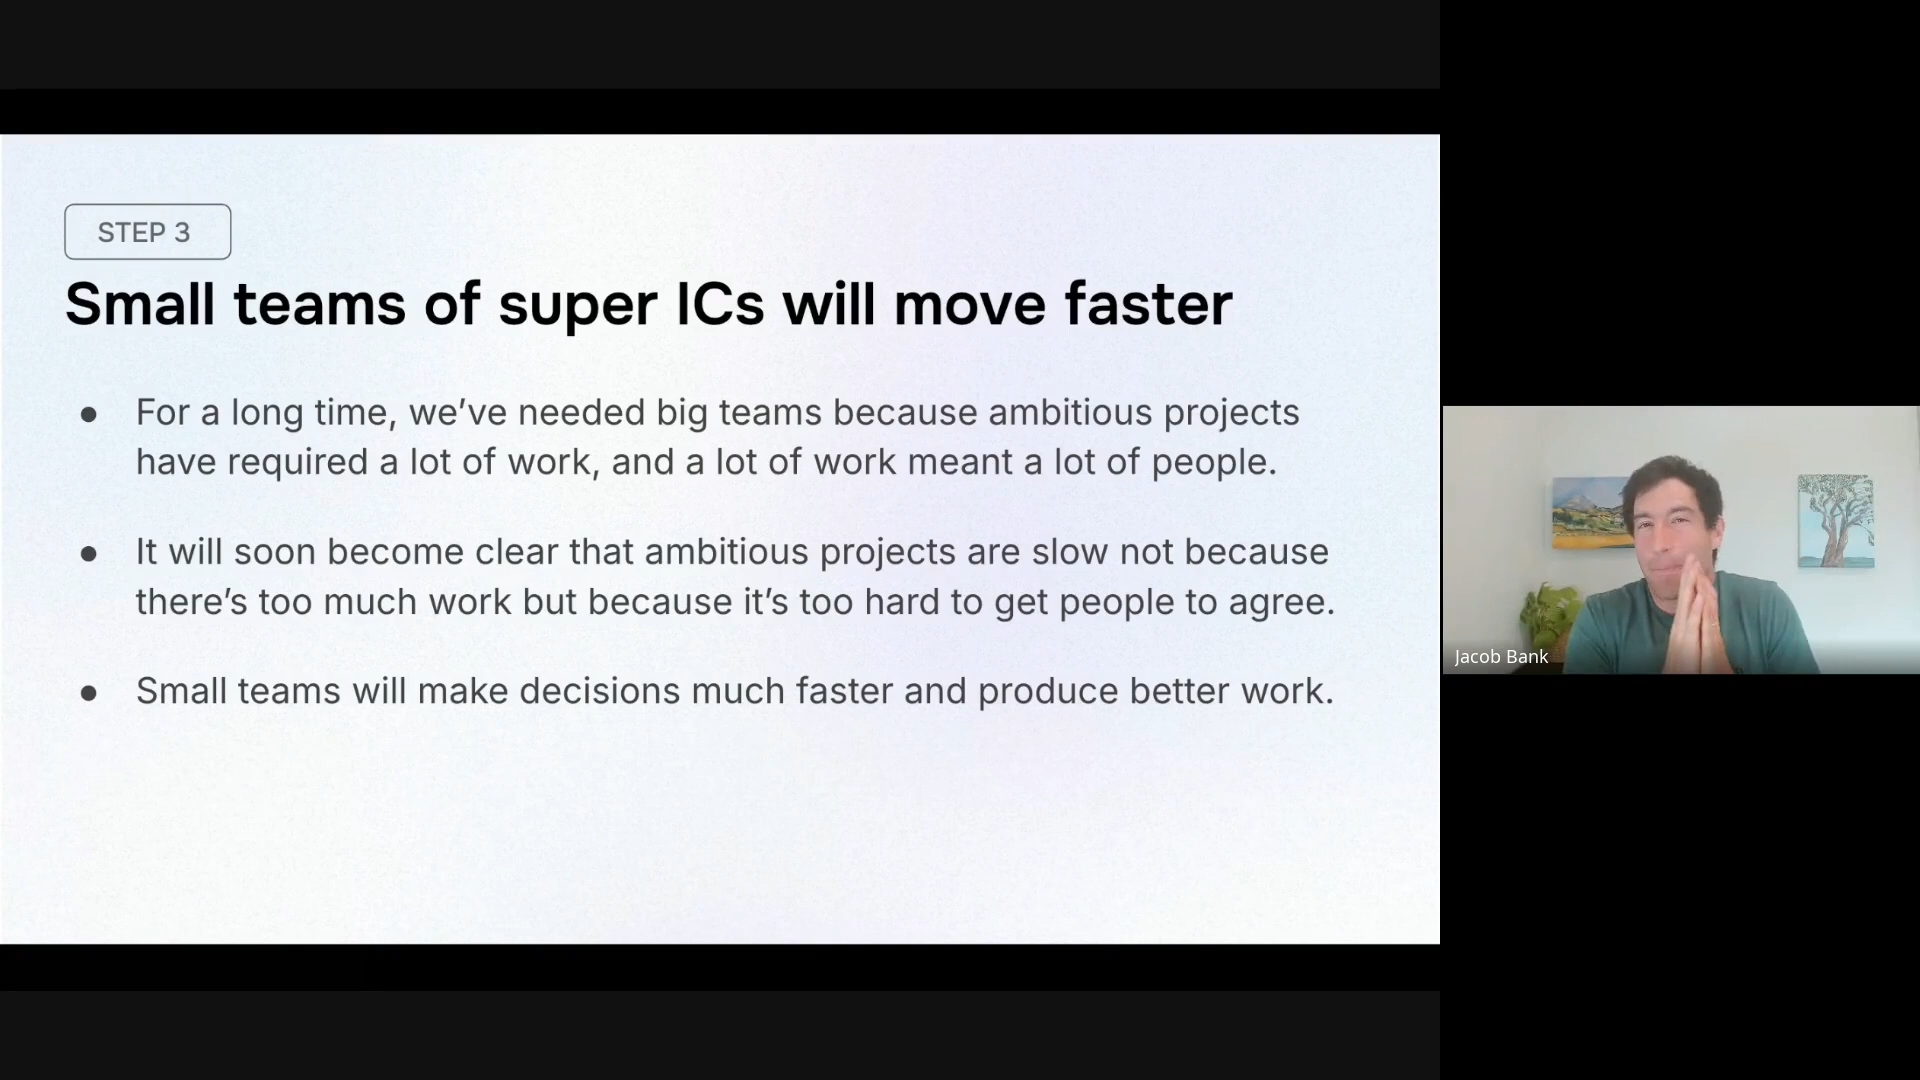 STEP 3
Small teams of super ICs will move faster
● For a long time, we’ve needed big teams because ambitious projects
have required a lot of work, and a lot of work meant a lot of people.
● It will soon become clear that ambitious projects are slow not because
there’s too much work but because it’s too hard to get people to agree.
● Small teams will make decisions much faster and produce better work.
Jacob Bank